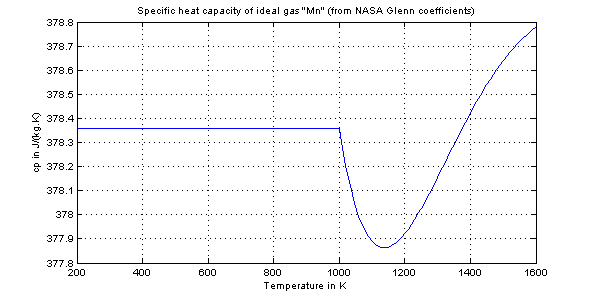 Specific heat capacity of ideal gas "Mn" (from NASA Glenn coefficients)
378.8
378.7
378.6
378.5
378.4
378.3
378.2
378.1
378
377.9
377.8
cp in J/(kg.K)
200 400 600 800 1000 1200 1400 1600
Temperature in K